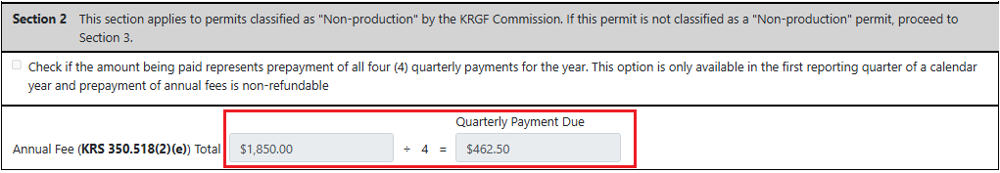 Section 2 This section applies to permits classified as "Non-production" by the KRGF Commission. If this permit is not classified as a "Non-production" permit, proceed to
Section 3.
Check if the amount being paid represents prepayment of all four (4) quarterly payments for the year. This option is only available in the first reporting quarter of a calendar
year and prepayment of annual fees is non-refundable
Quarterly Payment Due
Annual Fee (KRS 350.518(2)(e)) Total $1,850.00 ÷ 4 = $462.50